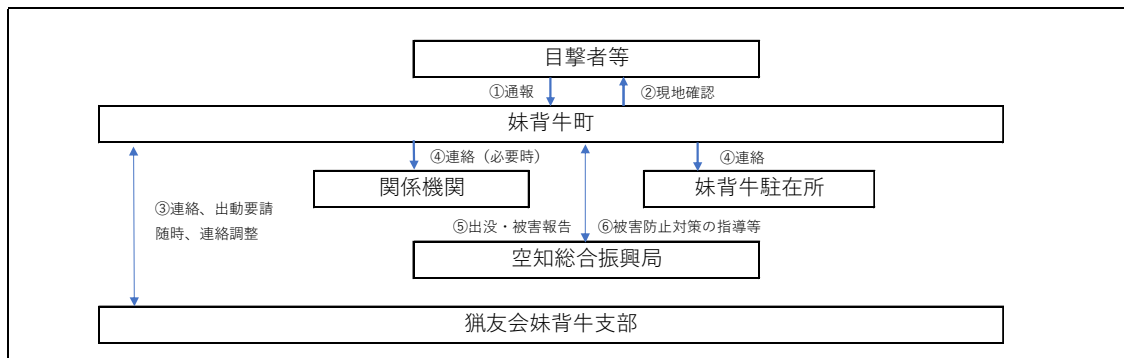 目撃者等
①通報
②現地確認
妹背牛町
④連絡（必要時）
④連絡
関係機関
妹背牛駐在所
③連絡、出動要請
随時、連絡調整
⑤出没・被害報告
⑥被害防止対策の指導等
空知総合振興局
猟友会妹背牛支部